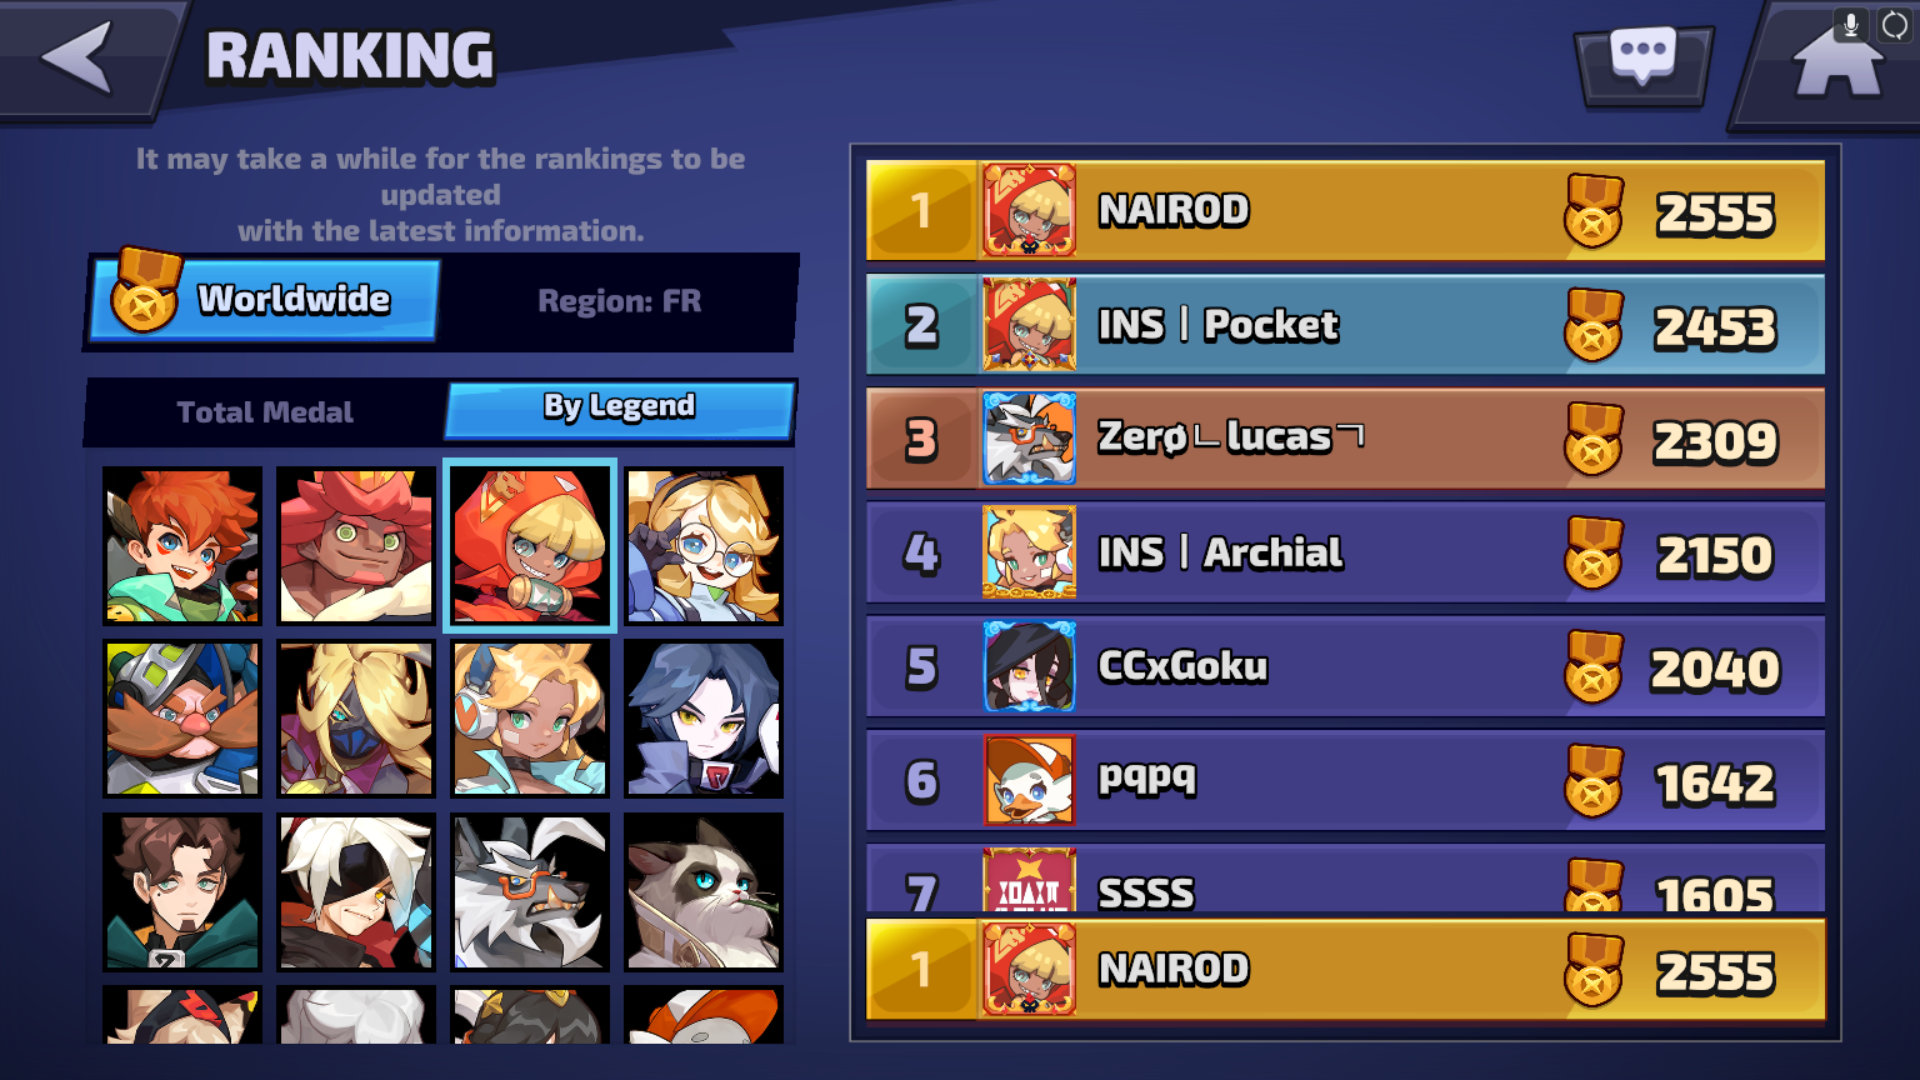 RANKING
It may take a while for the rankings to be
updated
with the latest information.
Worldwide
Region: FR
Total Medal
By Legend
1 NAIROD 2555
2 INS | Pocket 2453
3 Zerøㄴlucasㄱ 2309
4 INS | Archial 2150
5 CCxGoku 2040
6 pqpq 1642
7 SSSS 1605
1 NAIROD 2555